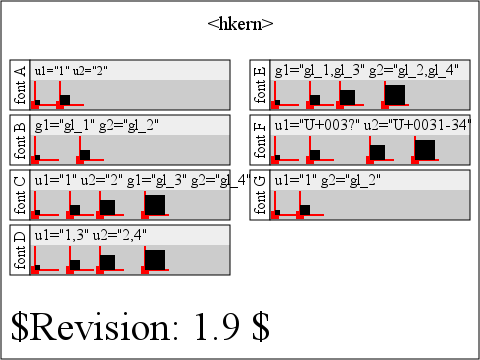 <hkern>
font A
u1="1" u2="2"
font B
g1="gl_1" g2="gl_2"
font C
u1="1" u2="2" g1="gl_3" g2="gl_4"
font D
u1="1,3" u2="2,4"
font E
g1="gl_1,gl_3" g2="gl_2,gl_4"
font F
u1="U+003?" u2="U+0031-34"
font G
u1="1" g2="gl_2"
$Revision: 1.9 $